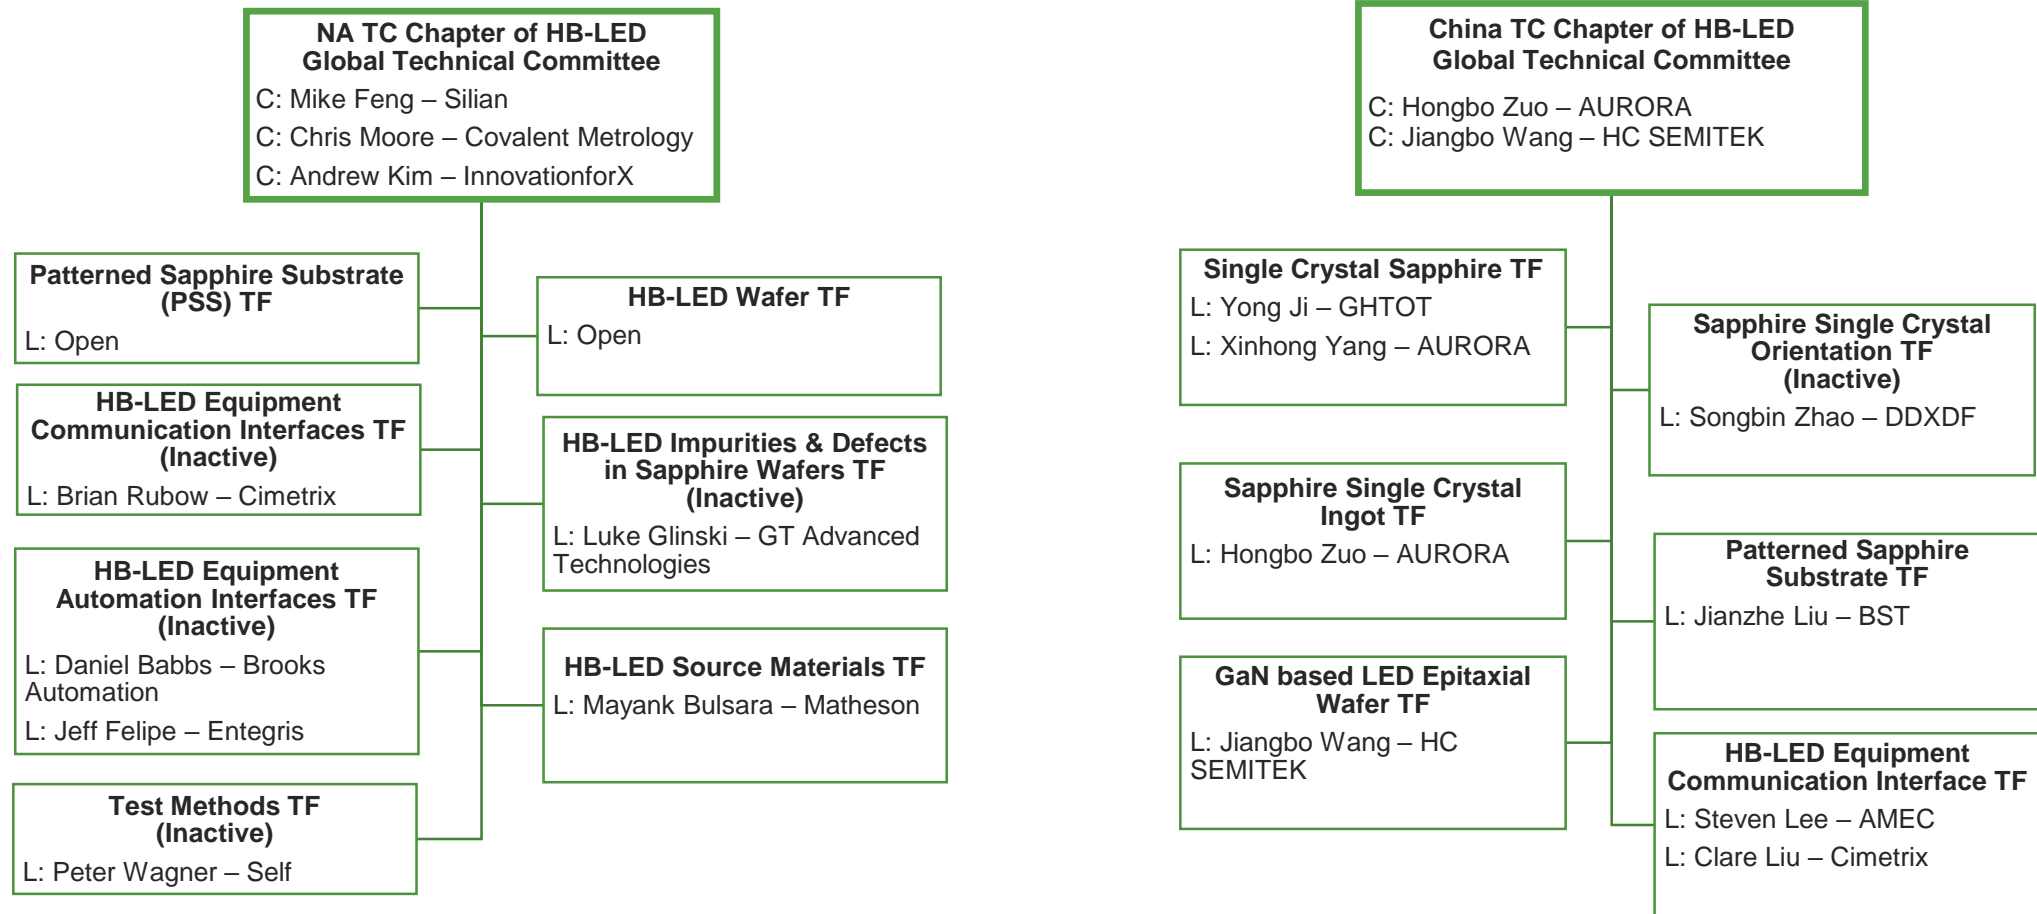 NA TC Chapter of HB-LED
Global Technical Committee
C: Mike Feng – Silian
C: Chris Moore – Covalent Metrology
C: Andrew Kim – InnovationforX
Patterned Sapphire Substrate
(PSS) TF
L: Open
HB-LED Wafer TF
L: Open
HB-LED Equipment
Communication Interfaces TF
(Inactive)
L: Brian Rubow – Cimetrix
HB-LED Impurities & Defects
in Sapphire Wafers TF
(Inactive)
L: Luke Glinski – GT Advanced
Technologies
HB-LED Equipment
Automation Interfaces TF
(Inactive)
L: Daniel Babbs – Brooks
Automation
L: Jeff Felipe – Entegris
HB-LED Source Materials TF
L: Mayank Bulsara – Matheson
Test Methods TF
(Inactive)
L: Peter Wagner – Self
China TC Chapter of HB-LED
Global Technical Committee
C: Hongbo Zuo – AURORA
C: Jiangbo Wang – HC SEMITEK
Single Crystal Sapphire TF
L: Yong Ji – GHTOT
L: Xinhong Yang – AURORA
Sapphire Single Crystal
Orientation TF
(Inactive)
L: Songbin Zhao – DDXDF
Sapphire Single Crystal
Ingot TF
L: Hongbo Zuo – AURORA
Patterned Sapphire
Substrate TF
L: Jianzhe Liu – BST
GaN based LED Epitaxial
Wafer TF
L: Jiangbo Wang – HC
SEMITEK
HB-LED Equipment
Communication Interface TF
L: Steven Lee – AMEC
L: Clare Liu – Cimetrix